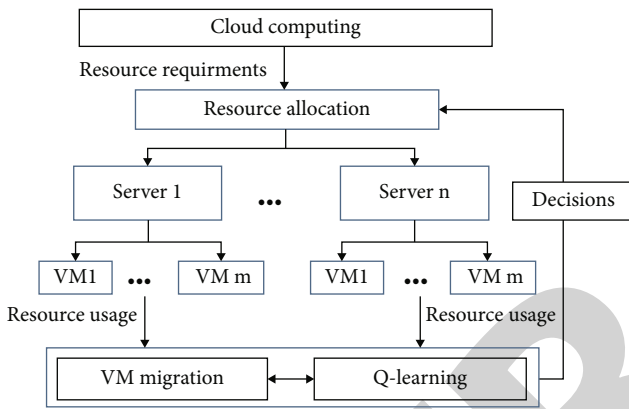 Cloud computing
Resource requirments
Resource allocation
Server 1 ... Server n
Decisions
VM1 ... VM m VM1 ... VM m
Resource usage Resource usage
VM migration Q-learning